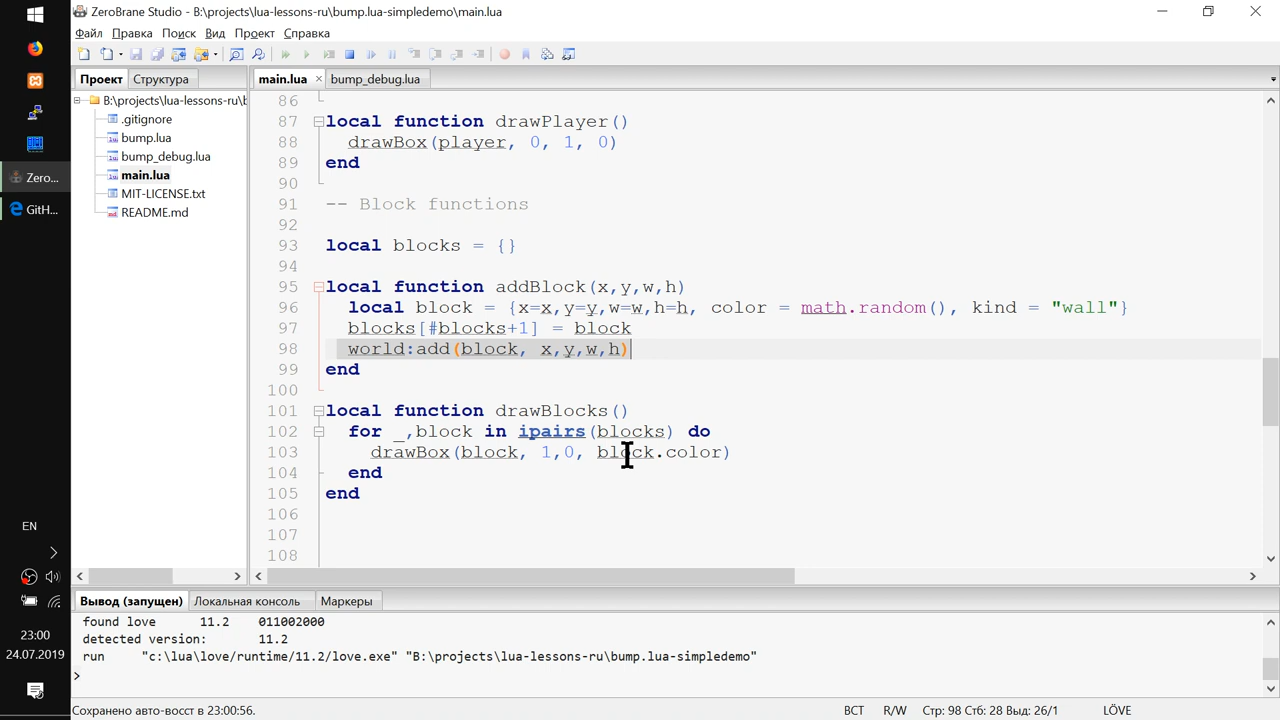 ZeroBrane Studio - B:\projects\lua-lessons-ru\bump.lua-simpledemo\main.lua
Файл Правка Поиск Вид Проект Справка
Проект Структура
main.lua
bump_debug.lua
B:\projects\lua-lessons-ru\b
.gitignore
bump.lua
bump_debug.lua
main.lua
MIT-LICENSE.txt
README.md
Zero...
GitH...
EN
23:00
24.07.2019
86
87 local function drawPlayer()
88 drawBox(player, 0, 1, 0)
89 end
90
91 -- Block functions
92
93 local blocks = {}
94
95 local function addBlock(x,y,w,h)
96 local block = {x=x,y=y,w=w,h=h, color = math.random(), kind = "wall"}
97 blocks[#blocks+1] = block
98 world:add(block, x,y,w,h)
99 end
100
101 local function drawBlocks()
102 for _,block in ipairs(blocks) do
103 drawBox(block, 1,0, block.color)
104 end
105 end
106
107
108
Вывод (запущен) Локальная консоль Маркеры
found love 11.2 011002000
detected version: 11.2
run "c:\lua\love/runtime/11.2/love.exe" "B:\projects\lua-lessons-ru\bump.lua-simpledemo"
>
Сохранено авто-восст в 23:00:56. ВСТ R/W Стр: 98 Стб: 28 Выд: 26/1 LÖVE